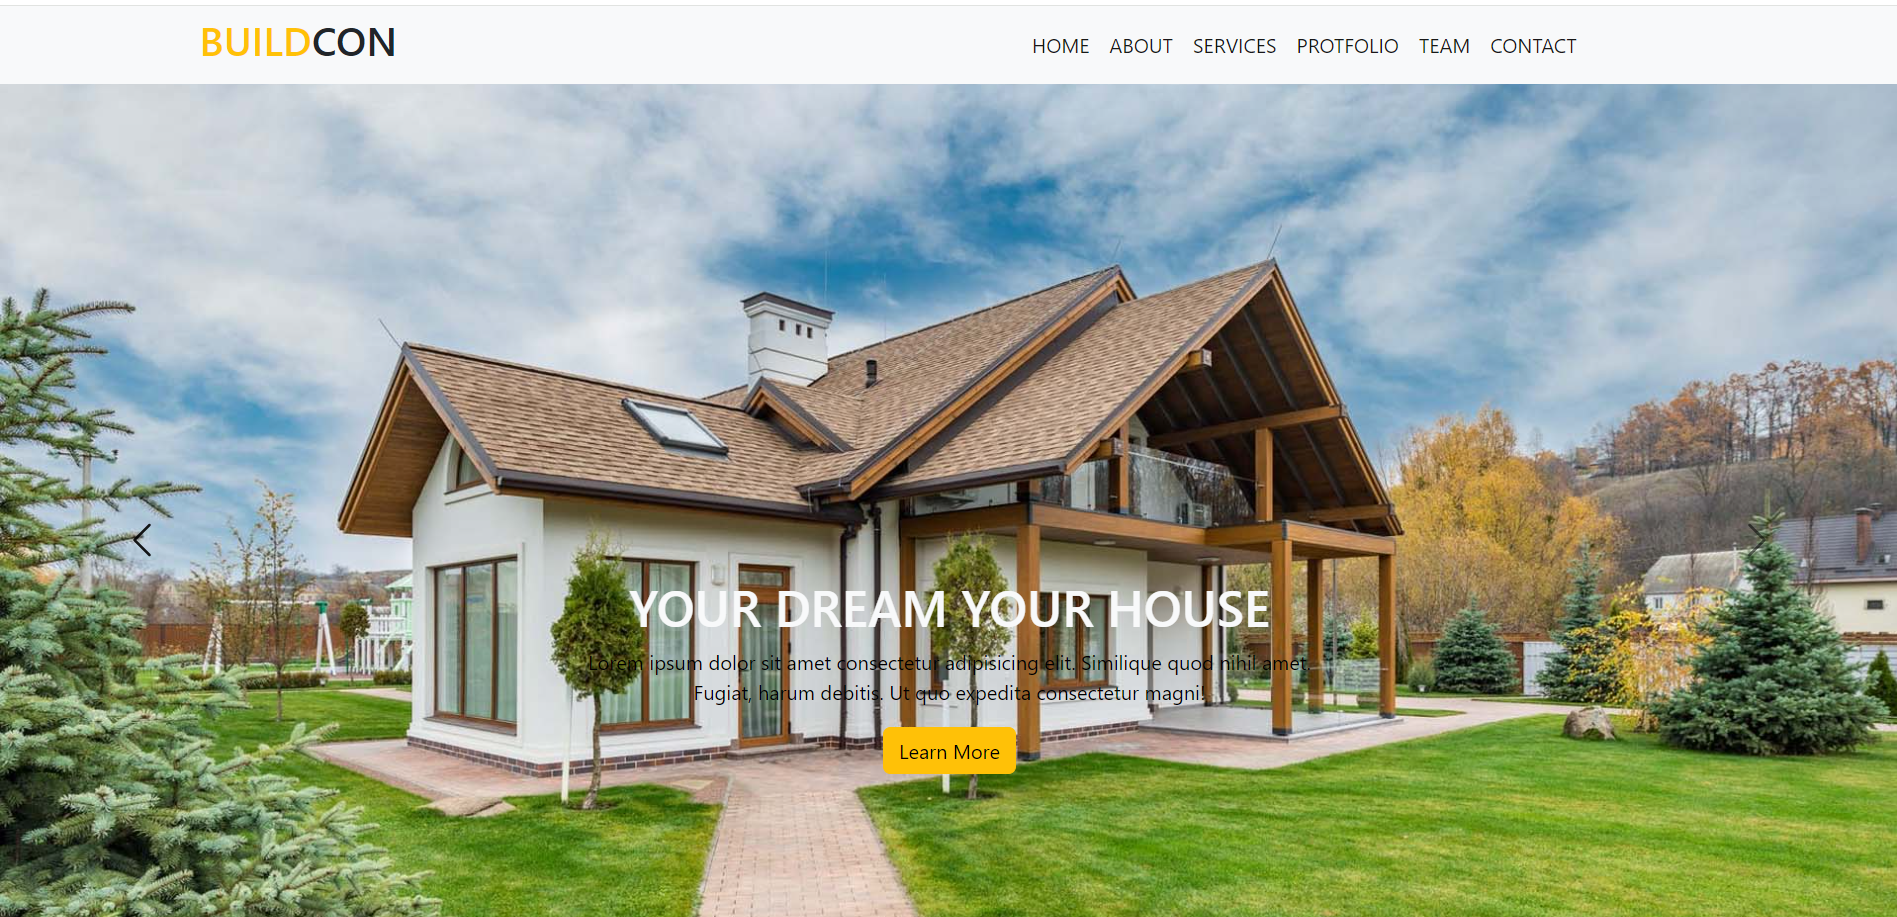 BUILDCON
HOME ABOUT SERVICES PROTFOLIO TEAM CONTACT
YOUR DREAM YOUR HOUSE
Lorem ipsum dolor sit amet consectetur adipisicing elit. Similique quod nihil amet.
Fugiat, harum debitis. Ut quo expedita consectetur magni!
Learn More